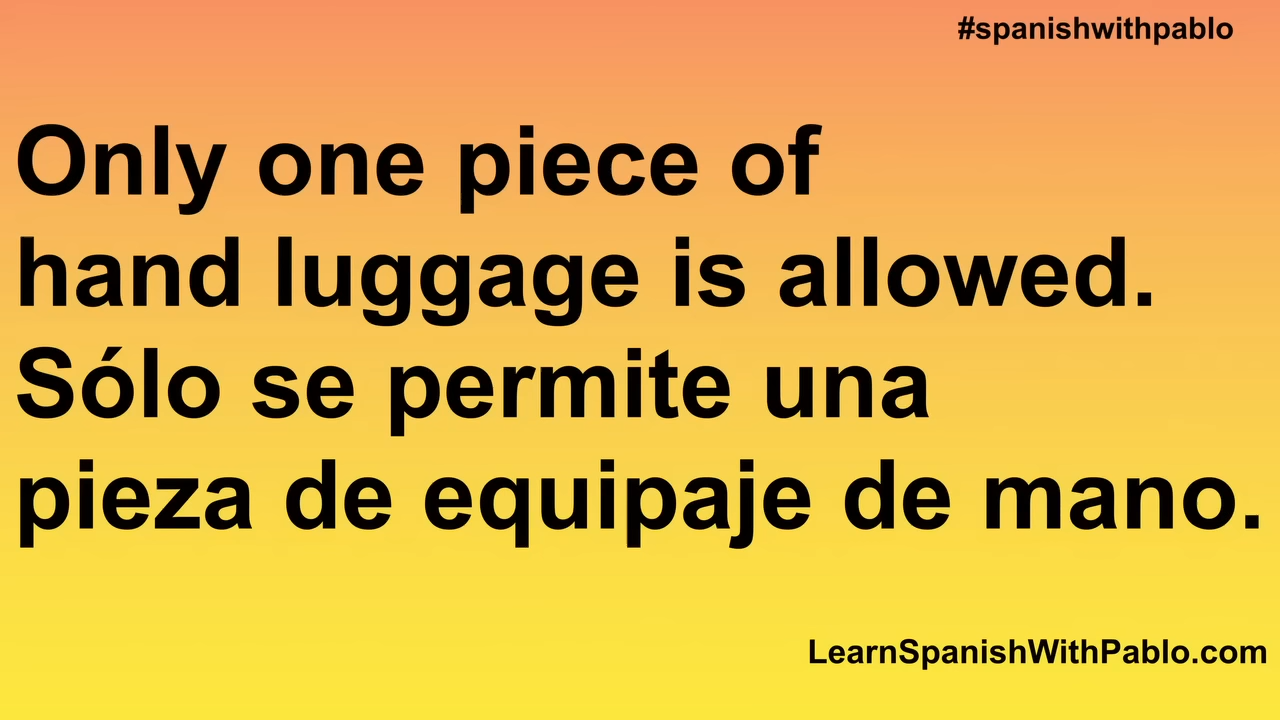 #spanishwithpablo
Only one piece of
hand luggage is allowed.
Sólo se permite una
pieza de equipaje de mano.
LearnSpanishWithPablo.com